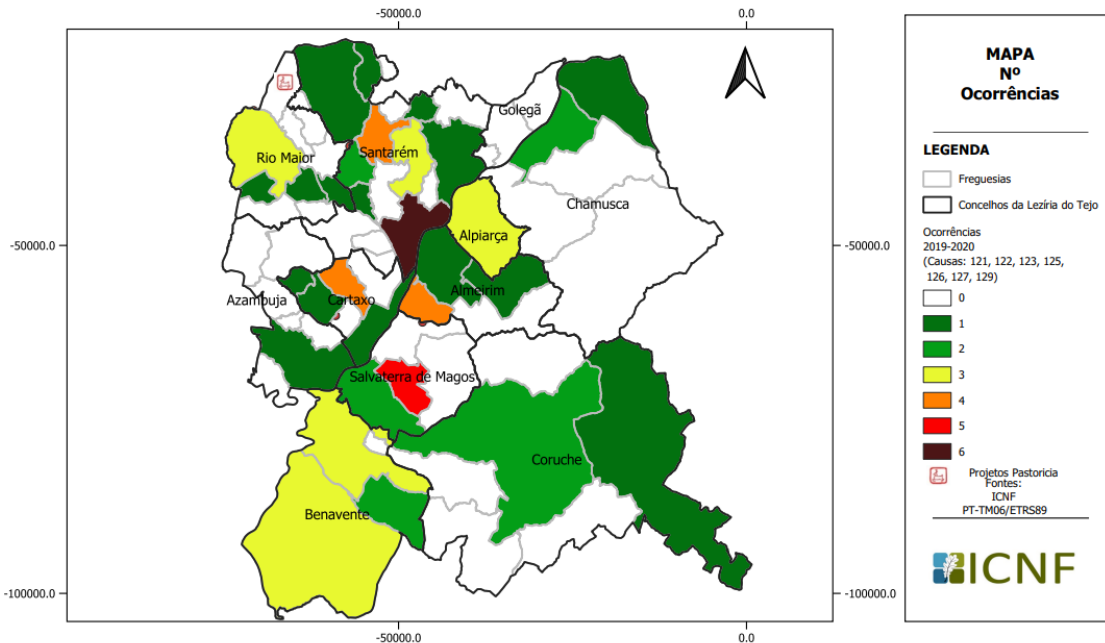 -50000.0
0.0
Golegã
Santarém
Rio Maior
Chamusca
Alpiarça
-50000.0
-50000.0
Azambuja
Cartaxo
Almeirim
Salvaterra de Magos
Coruche
Benavente
-100000.0
-100000.0
-50000.0
0.0
MAPA
Nº
Ocorrências
LEGENDA
Freguesias
Concelhos da Lezíria do Tejo
Ocorrências
2019-2020
(Causas: 121, 122, 123, 125,
126, 127, 129)
0
1
2
3
4
5
6
Projetos Pastoricia
Fontes:
ICNF
PT-TM06/ETRS89
ICNF